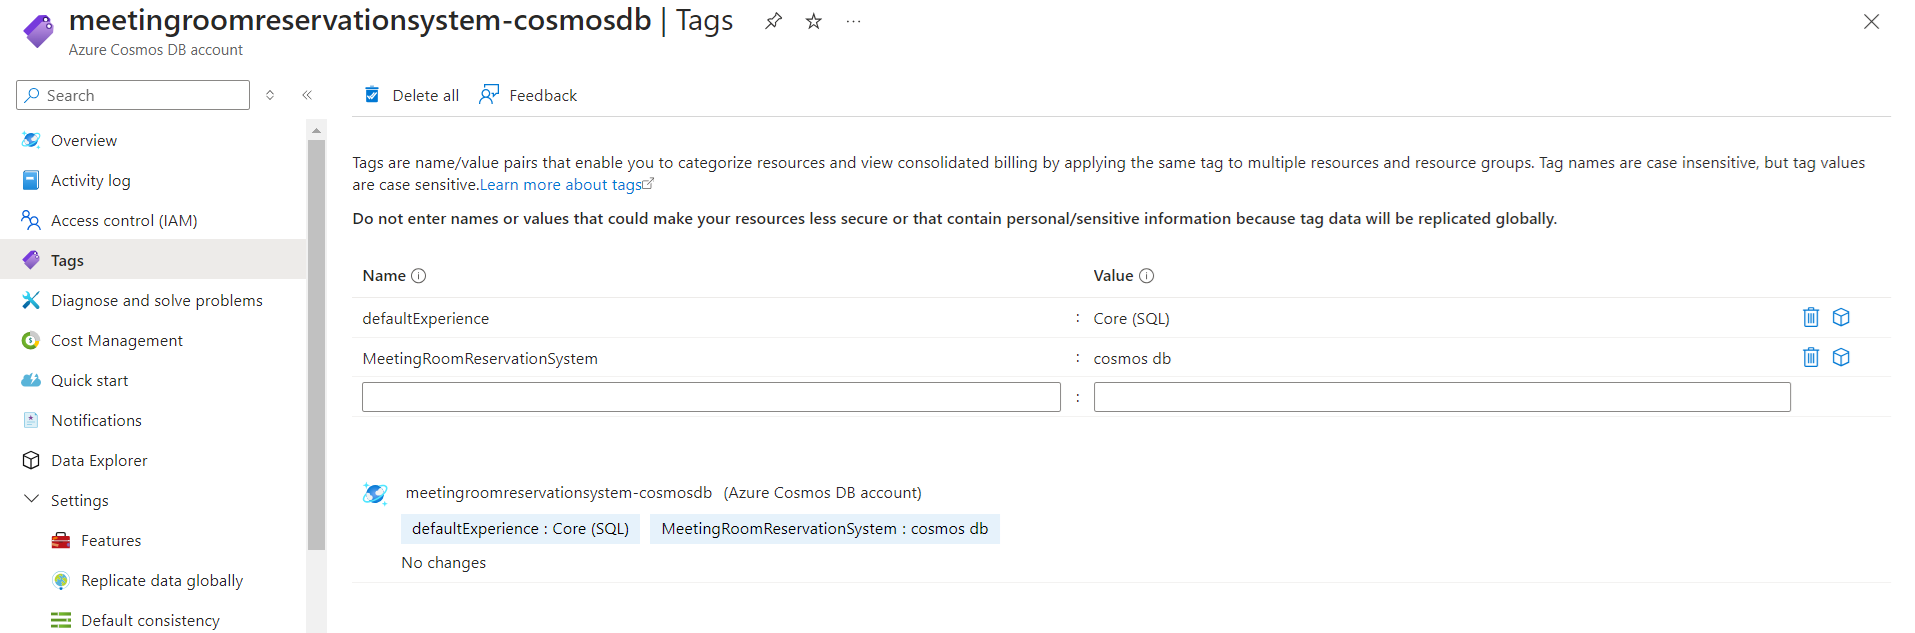 meetingroomreservationsystem-cosmosdb | Tags
Azure Cosmos DB account
Search
Overview
Activity log
Access control (IAM)
Tags
Diagnose and solve problems
Cost Management
Quick start
Notifications
Data Explorer
Settings
Features
Replicate data globally
Default consistency
Delete all
Feedback
Tags are name/value pairs that enable you to categorize resources and view consolidated billing by applying the same tag to multiple resources and resource groups. Tag names are case insensitive, but tag values
are case sensitive.Learn more about tags
Do not enter names or values that could make your resources less secure or that contain personal/sensitive information because tag data will be replicated globally.
Name Value
defaultExperience : Core (SQL)
MeetingRoomReservationSystem : cosmos db
:
meetingroomreservationsystem-cosmosdb (Azure Cosmos DB account)
defaultExperience : Core (SQL) MeetingRoomReservationSystem : cosmos db
No changes